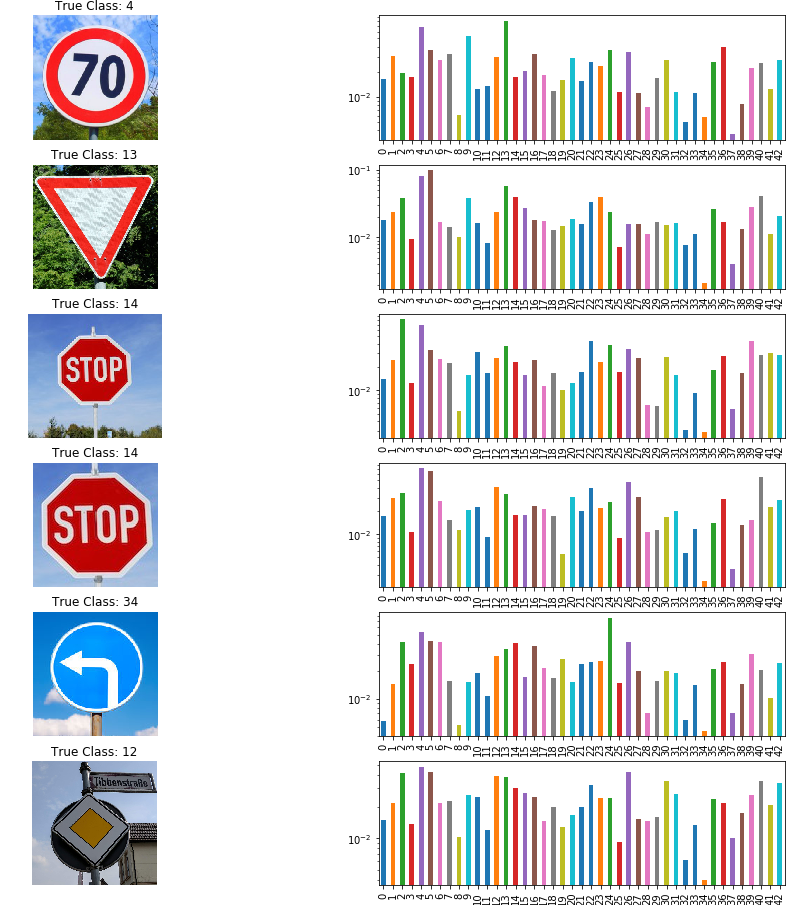 True Class: 4
70
10⁻²
0 1 2 3 4 5 6 7 8 9 10 11 12 13 14 15 16 17 18 19 20 21 22 23 24 25 26 27 28 29 30 31 32 33 34 35 36 37 38 39 40 41 42
True Class: 13
10⁻¹
10⁻²
0 1 2 3 4 5 6 7 8 9 10 11 12 13 14 15 16 17 18 19 20 21 22 23 24 25 26 27 28 29 30 31 32 33 34 35 36 37 38 39 40 41 42
True Class: 14
STOP
10⁻²
0 1 2 3 4 5 6 7 8 9 10 11 12 13 14 15 16 17 18 19 20 21 22 23 24 25 26 27 28 29 30 31 32 33 34 35 36 37 38 39 40 41 42
True Class: 14
STOP
10⁻²
0 1 2 3 4 5 6 7 8 9 10 11 12 13 14 15 16 17 18 19 20 21 22 23 24 25 26 27 28 29 30 31 32 33 34 35 36 37 38 39 40 41 42
True Class: 34
10⁻²
0 1 2 3 4 5 6 7 8 9 10 11 12 13 14 15 16 17 18 19 20 21 22 23 24 25 26 27 28 29 30 31 32 33 34 35 36 37 38 39 40 41 42
True Class: 12
Tibbenstraße
10⁻²
0 1 2 3 4 5 6 7 8 9 10 11 12 13 14 15 16 17 18 19 20 21 22 23 24 25 26 27 28 29 30 31 32 33 34 35 36 37 38 39 40 41 42